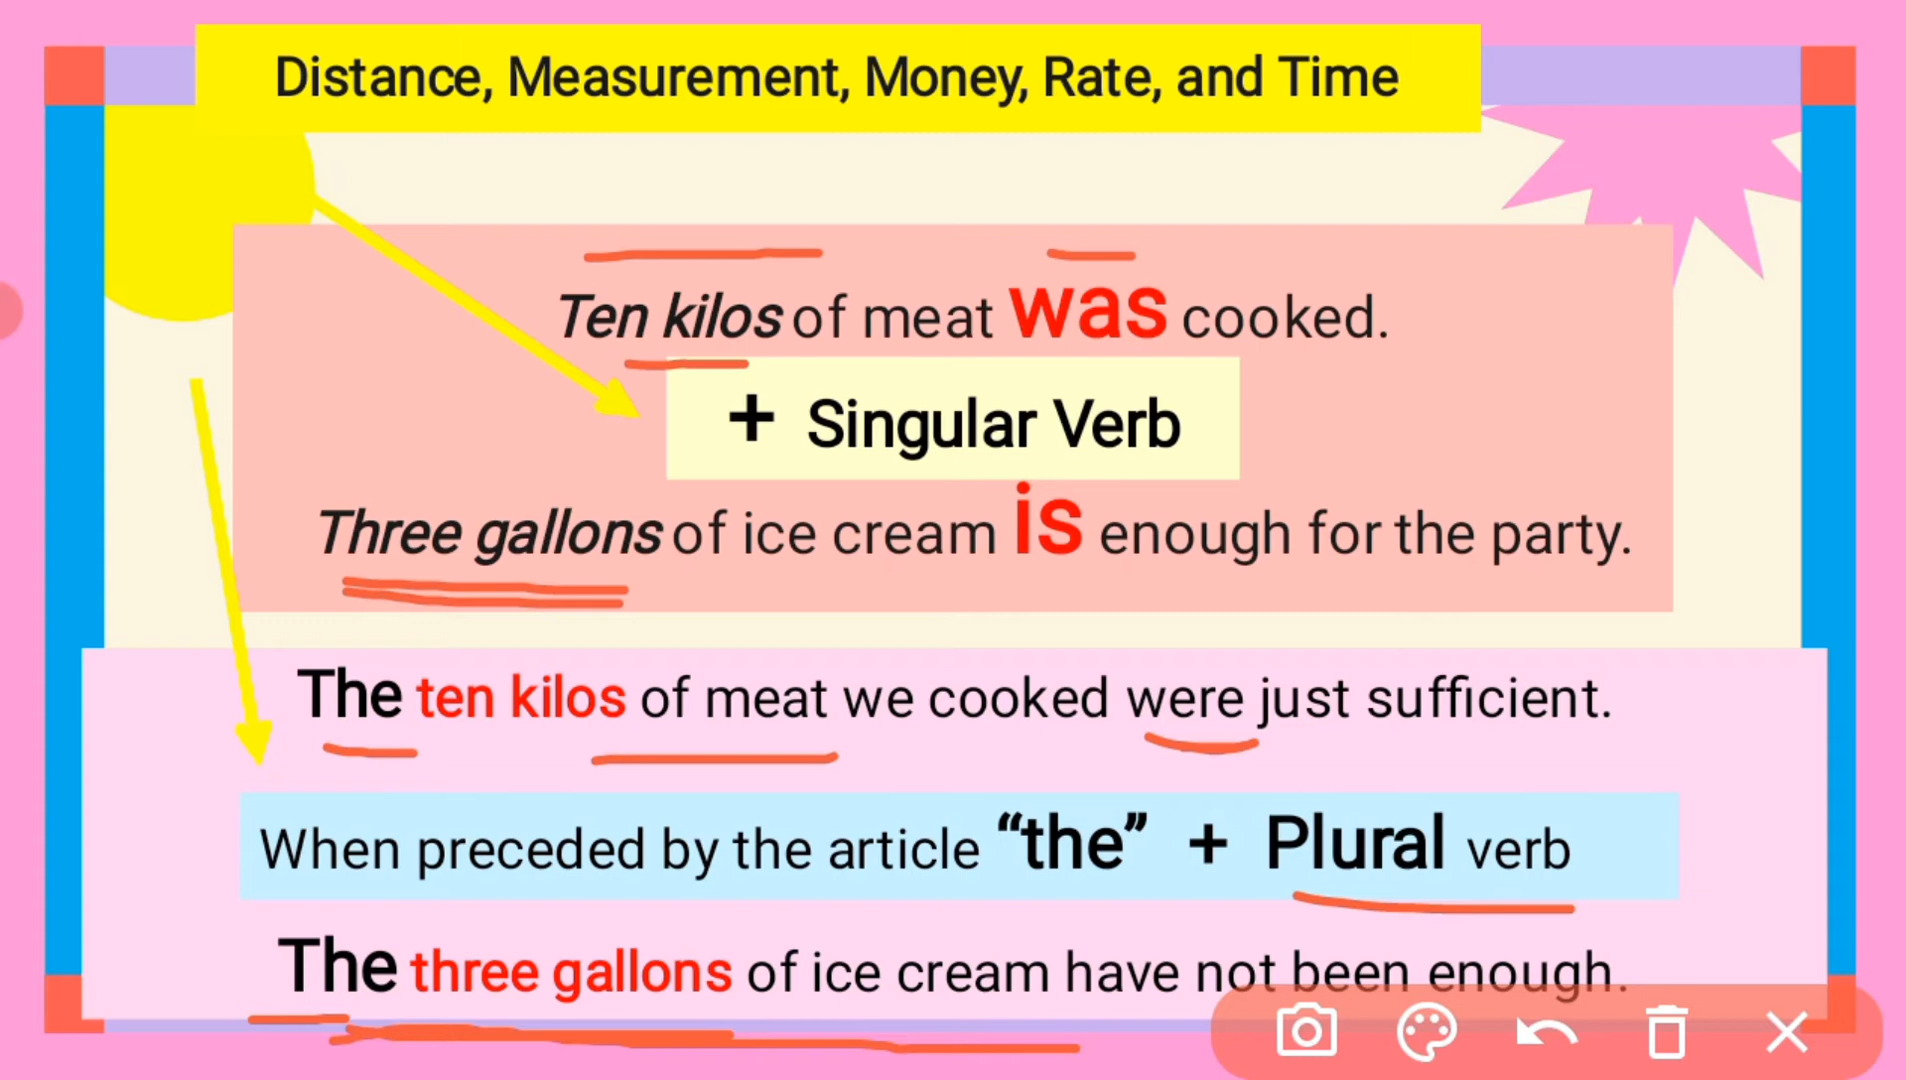 Distance, Measurement, Money, Rate, and Time
Ten kilos of meat was cooked.
+ Singular Verb
Three gallons of ice cream is enough for the party.
The ten kilos of meat we cooked were just sufficient.
When preceded by the article “the” + Plural verb
The three gallons of ice cream have not been enough.